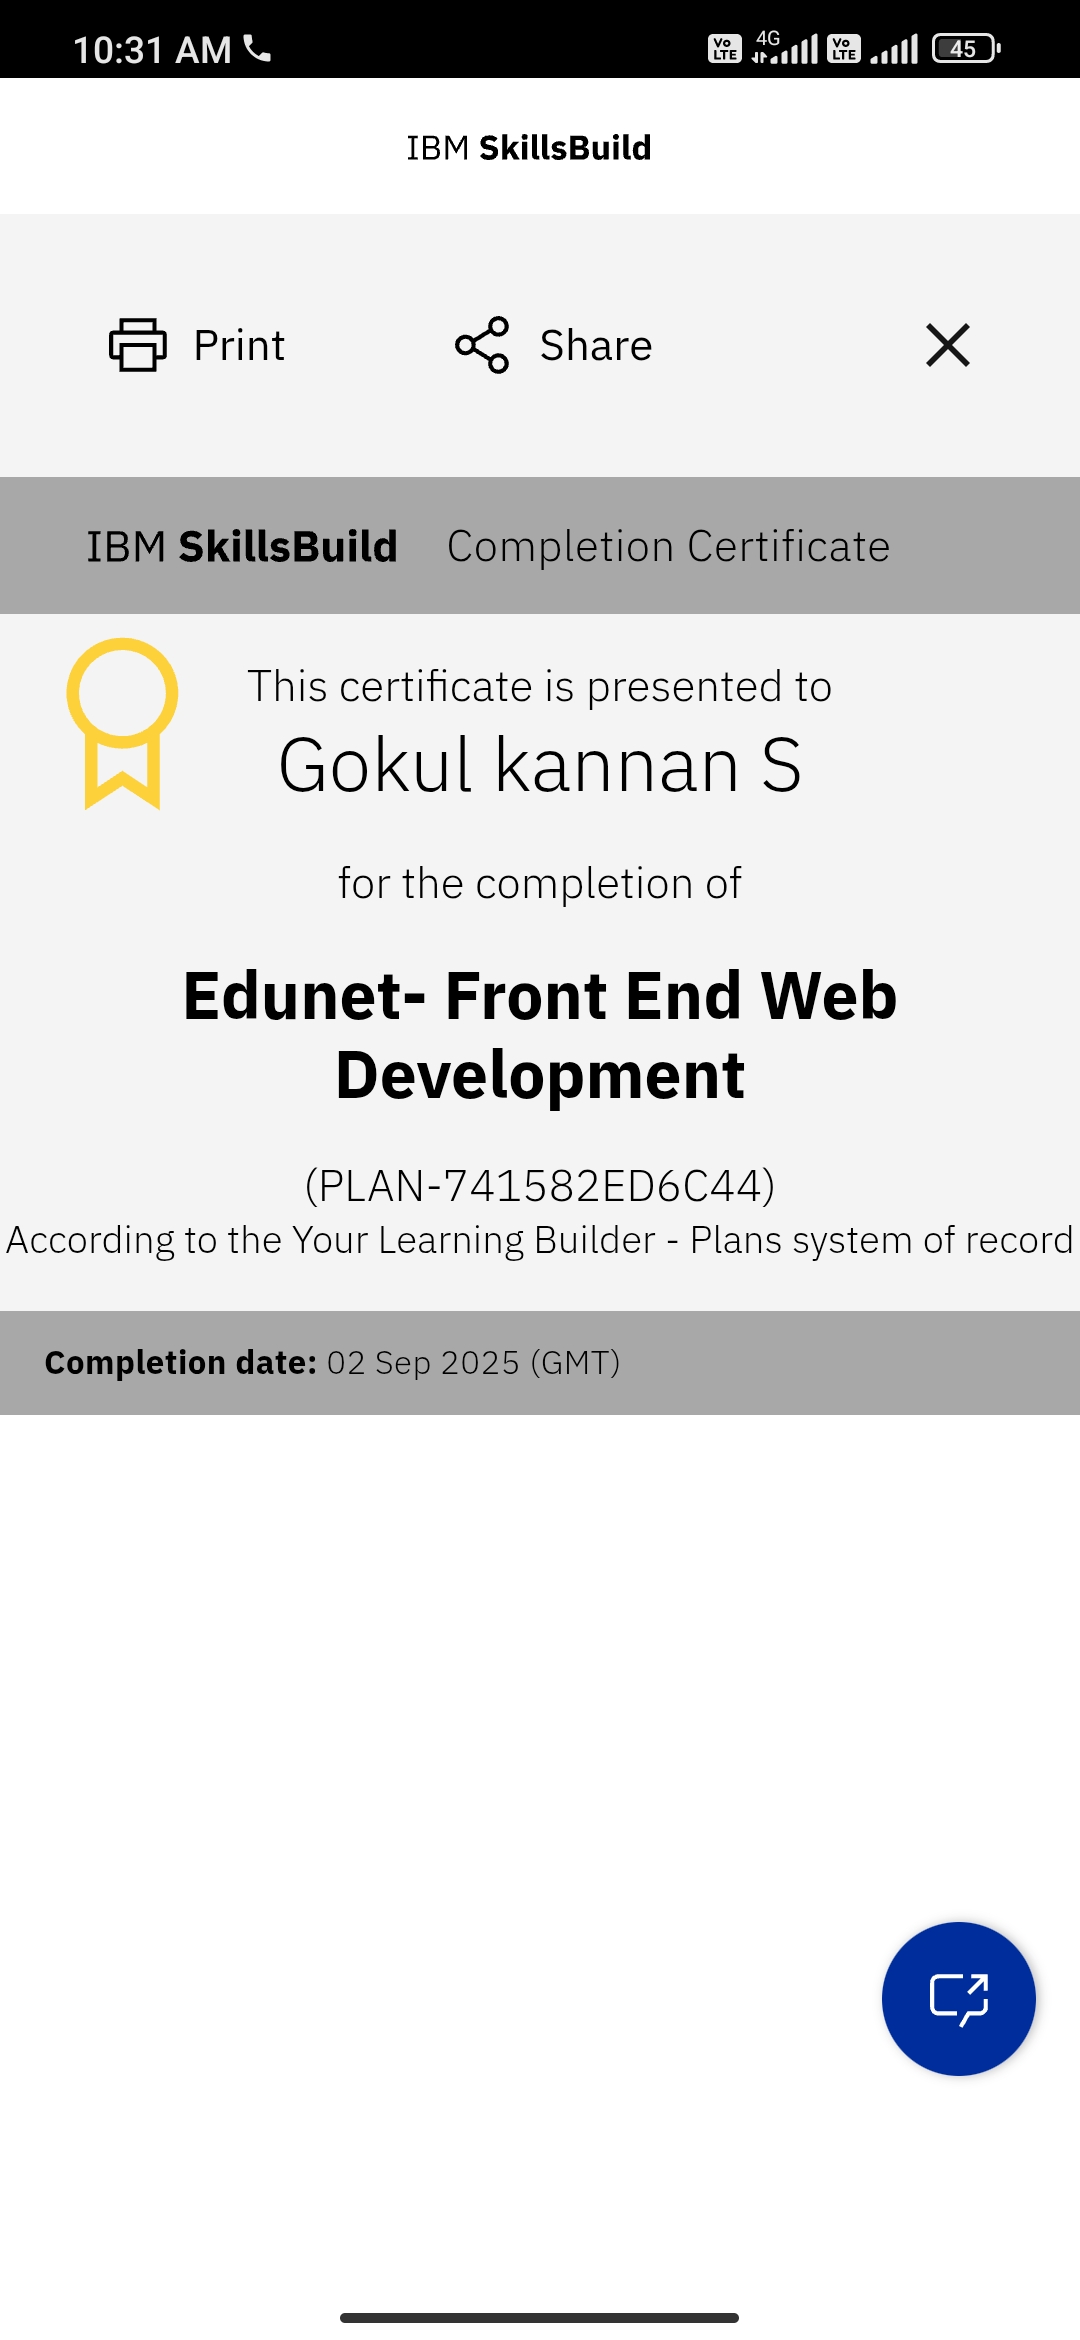 10:31 AM
Vo LTE 4G Vo LTE 45
IBM SkillsBuild
Print Share
IBM SkillsBuild Completion Certificate
This certificate is presented to
Gokul kannan S
for the completion of
Edunet- Front End Web
Development
(PLAN-741582ED6C44)
According to the Your Learning Builder - Plans system of record
Completion date: 02 Sep 2025 (GMT)